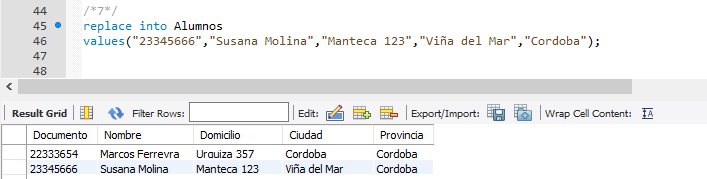 44 /*7*/
45 replace into Alumnos
46 values("23345666","Susana Molina","Manteca 123","Viña del Mar","Cordoba");
47
48
Result Grid Filter Rows: Edit: Export/Import: Wrap Cell Content:
Documento Nombre Domicilio Ciudad Provincia
22333654 Marcos Ferreyra Urquiza 357 Cordoba Cordoba
23345666 Susana Molina Manteca 123 Viña del Mar Cordoba